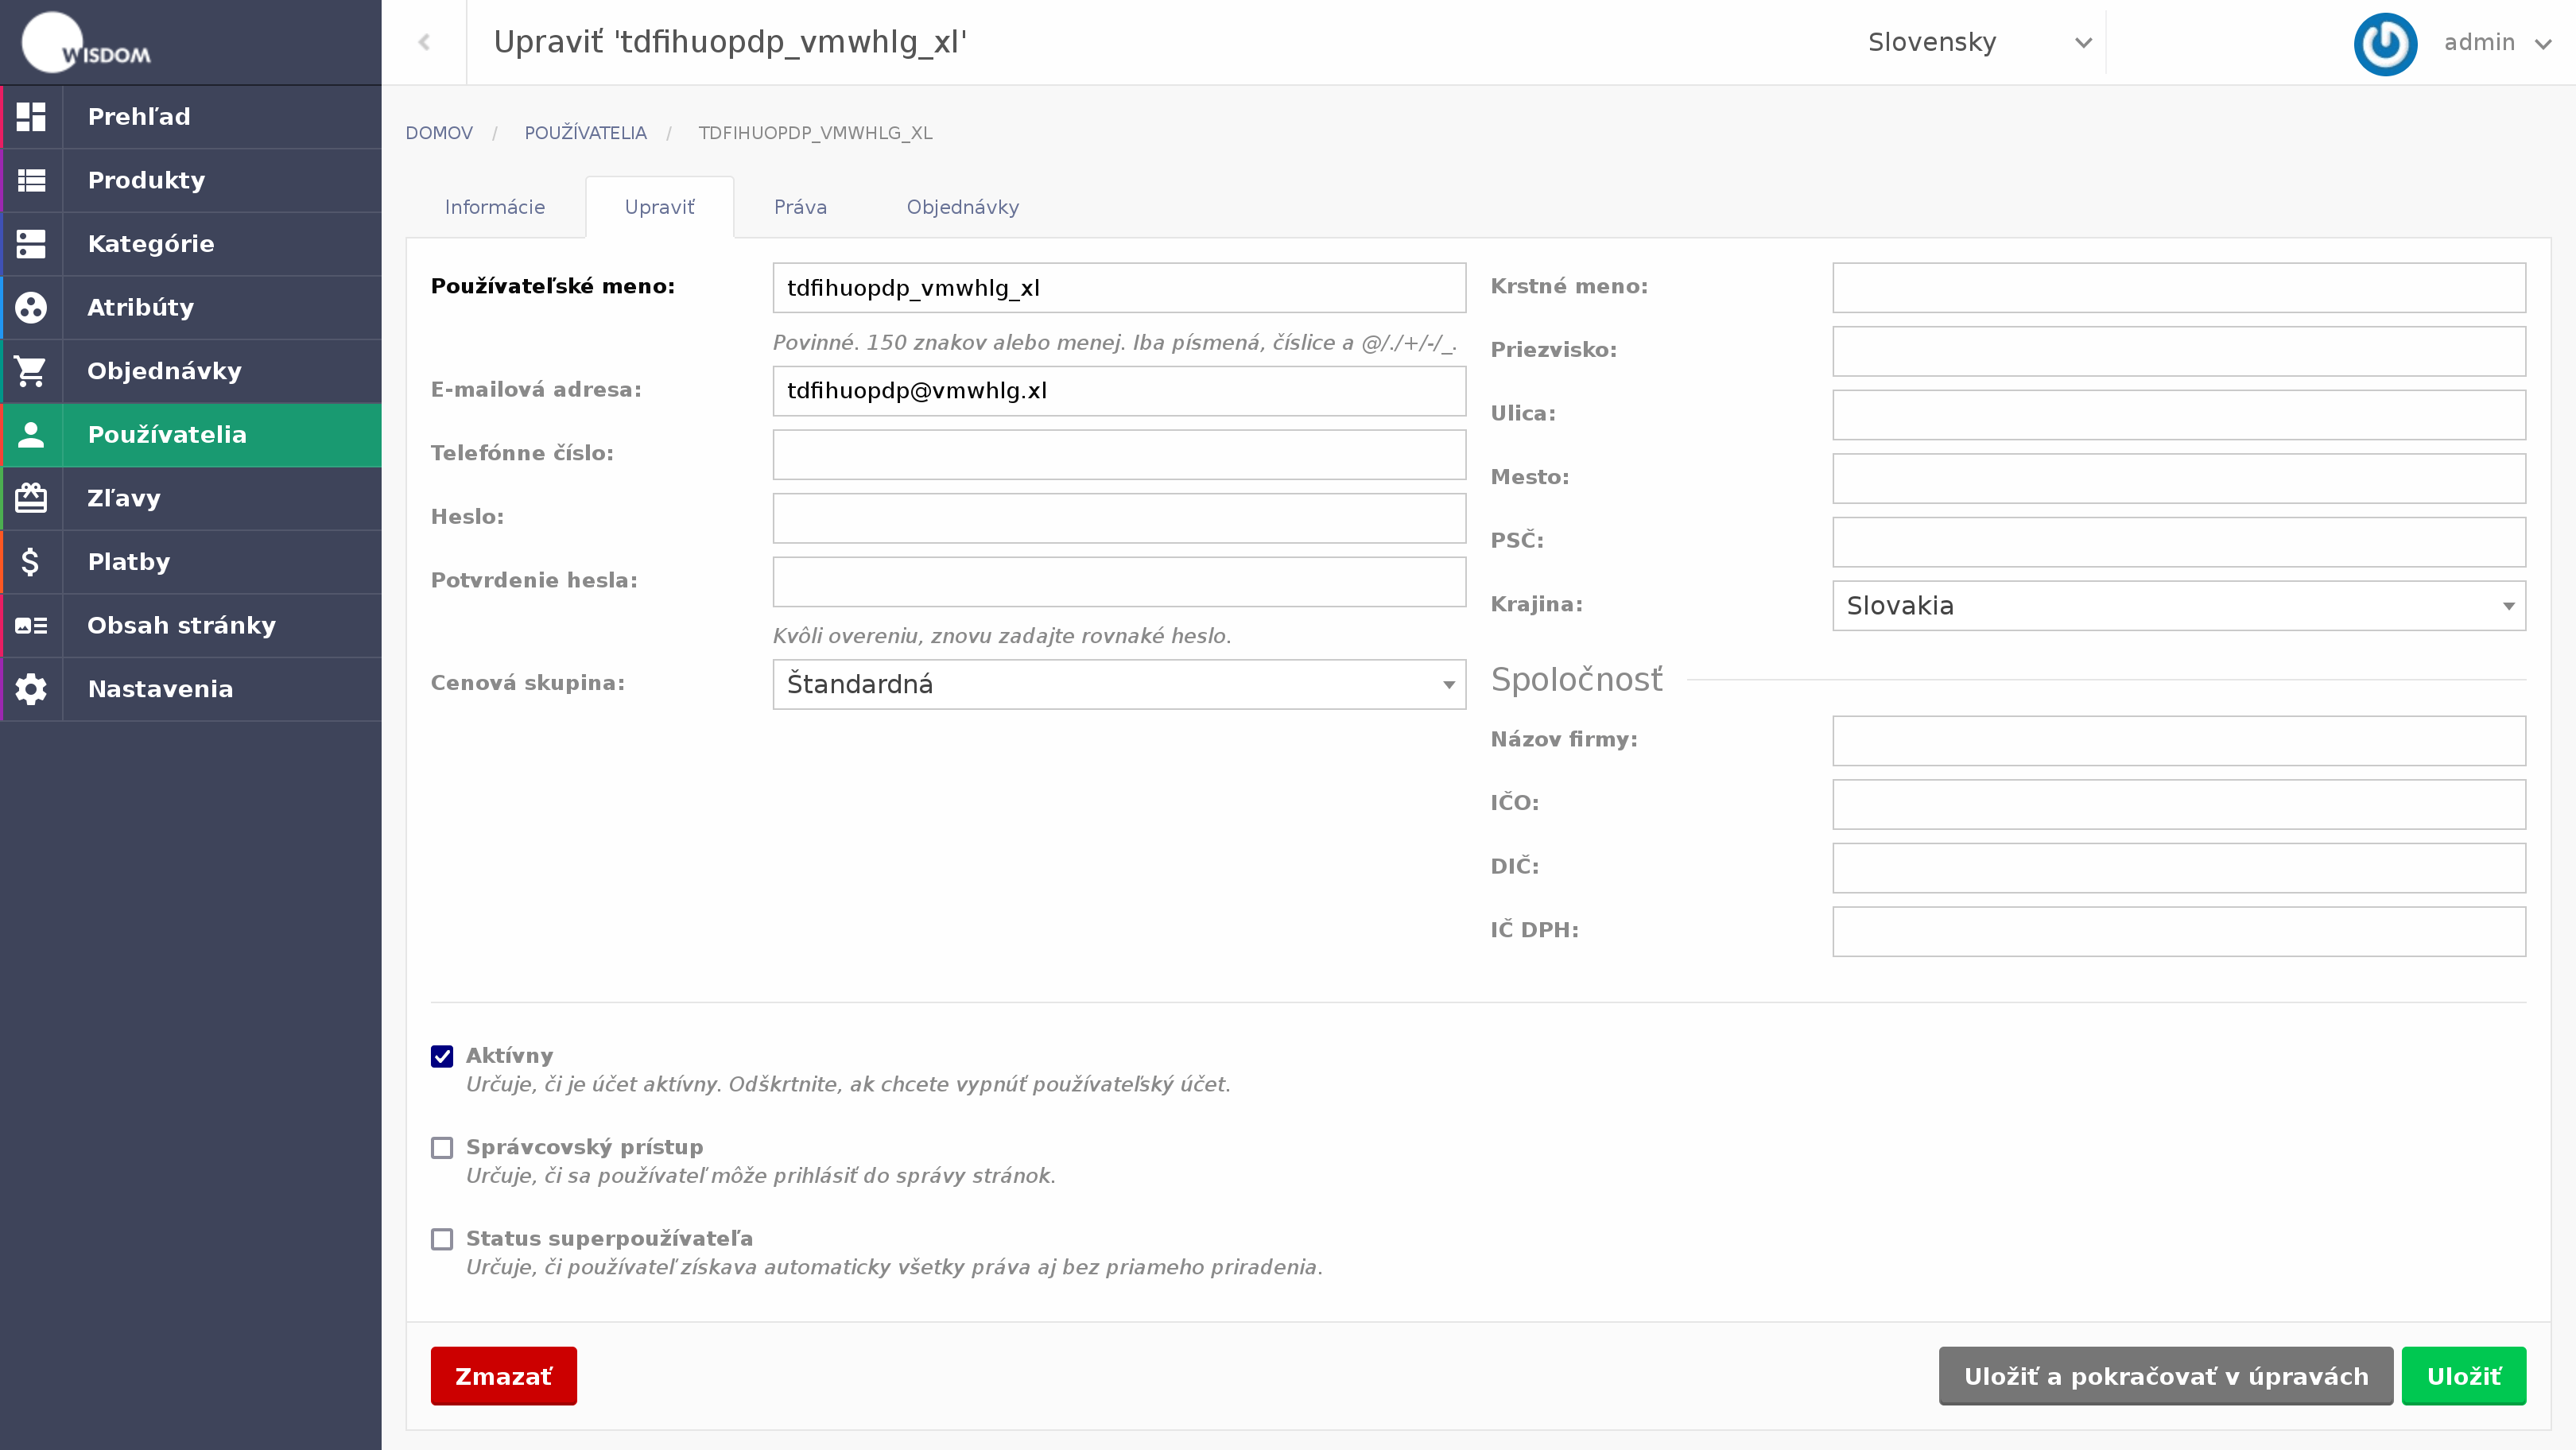 WISDOM
Upraviť 'tdfihuopdp_vmwhlg_xl'
Slovensky
admin
Prehľad
Produkty
Kategórie
Atribúty
Objednávky
Používatelia
Zľavy
Platby
Obsah stránky
Nastavenia
DOMOV / POUŽÍVATELIA / TDFIHUOPDP_VMWHLG_XL
Informácie Upraviť Práva Objednávky
Používateľské meno: tdfihuopdp_vmwhlg_xl
Povinné. 150 znakov alebo menej. Iba písmená, číslice a @/./+/-/_.
E-mailová adresa: tdfihuopdp@vmwhlg.xl
Telefónne číslo:
Heslo:
Potvrdenie hesla:
Kvôli overeniu, znovu zadajte rovnaké heslo.
Cenová skupina: Štandardná
Krstné meno:
Priezvisko:
Ulica:
Mesto:
PSČ:
Krajina: Slovakia
Spoločnosť
Názov firmy:
IČO:
DIČ:
IČ DPH:
Aktívny
Určuje, či je účet aktívny. Odškrtnite, ak chcete vypnúť používateľský účet.
Správcovský prístup
Určuje, či sa používateľ môže prihlásiť do správy stránok.
Status superpoužívateľa
Určuje, či používateľ získava automaticky všetky práva aj bez priameho priradenia.
Zmazať
Uložiť a pokračovať v úpravách
Uložiť